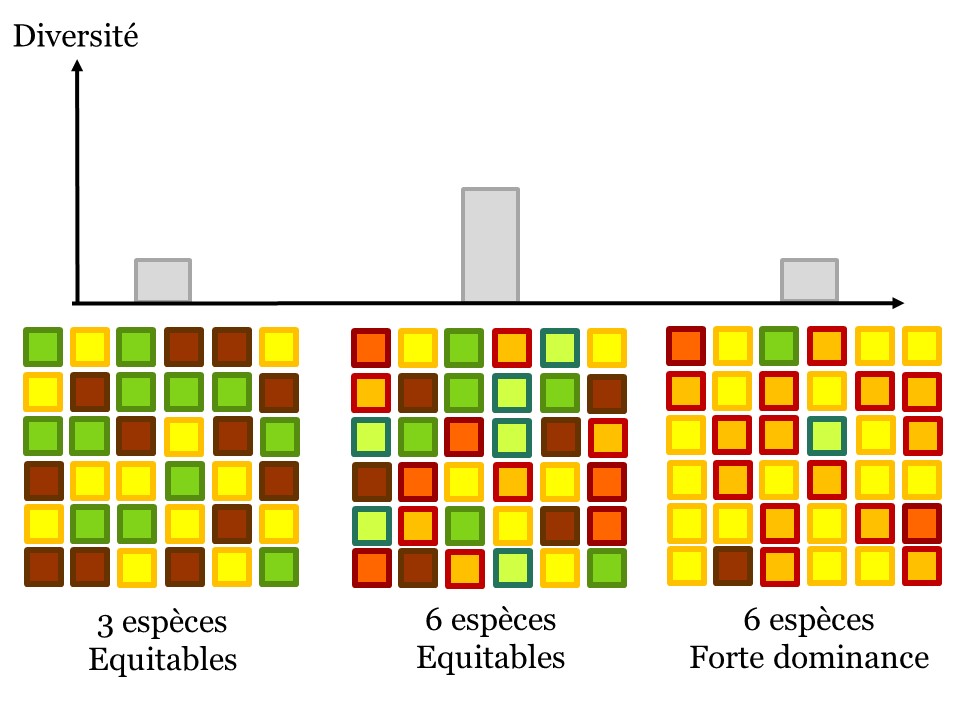 Diversité
3 espèces
Equitables
6 espèces
Equitables
6 espèces
Forte dominance